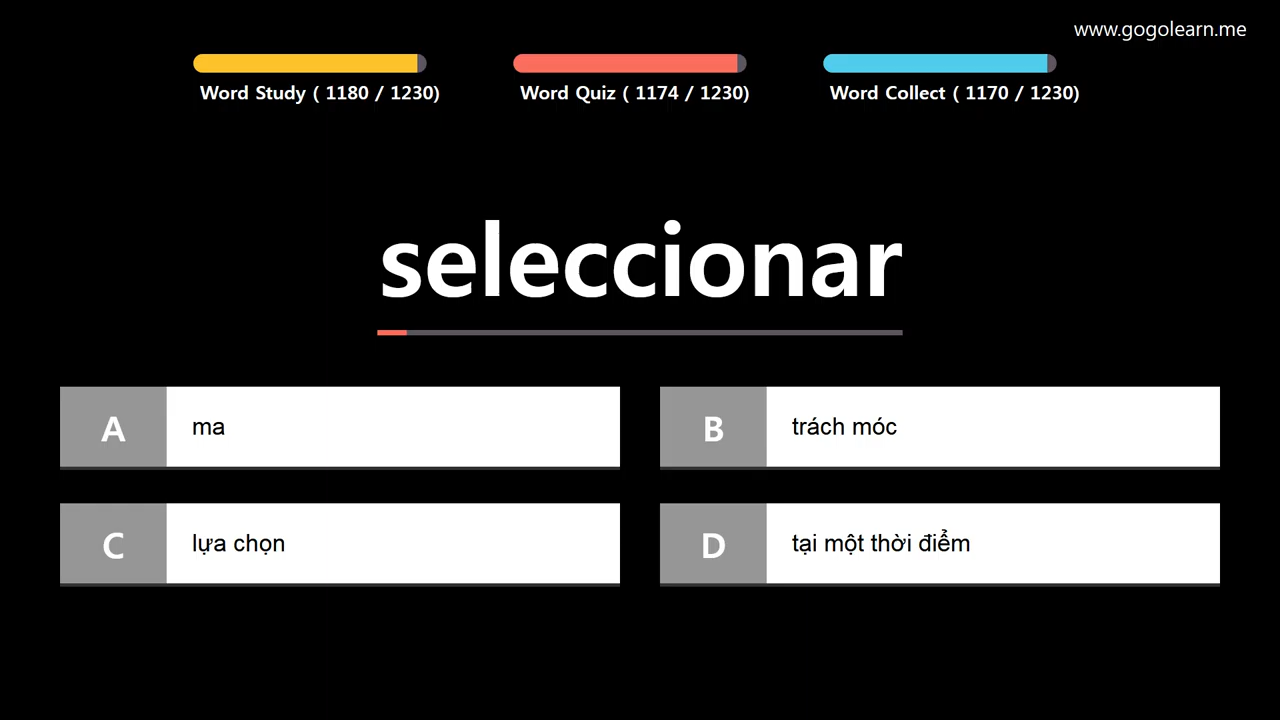 www.gogolearn.me
Word Study ( 1180 / 1230)
Word Quiz ( 1174 / 1230)
Word Collect ( 1170 / 1230)
seleccionar
A
ma
B
trách móc
C
lựa chọn
D
tại một thời điểm